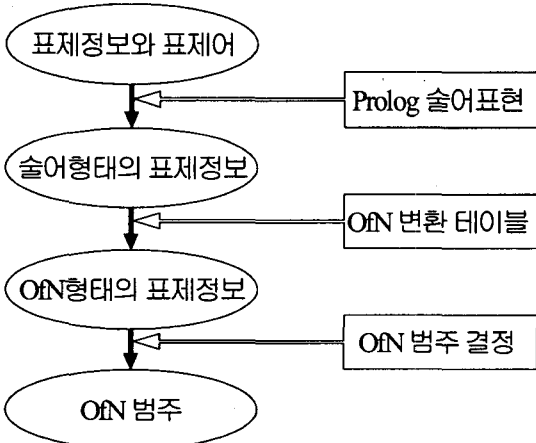 표제정보와 표제어
Prolog 술어표현
술어형태의 표제정보
OfN 변환 테이블
OfN형태의 표제정보
OfN 범주 결정
OfN 범주